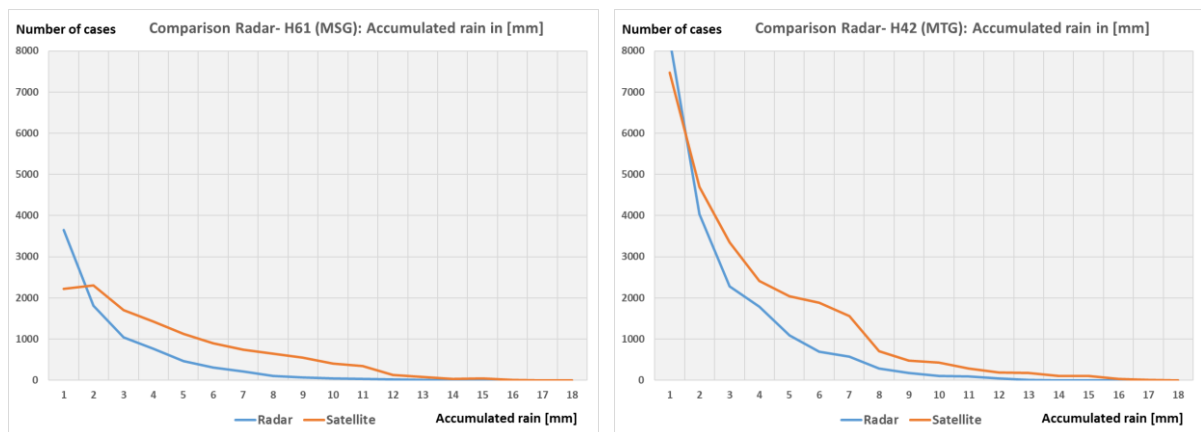 Number of cases
Comparison Radar- H61 (MSG): Accumulated rain in [mm]
8000
7000
6000
5000
4000
3000
2000
1000
0
1 2 3 4 5 6 7 8 9 10 11 12 13 14 15 16 17 18
Radar Satellite
Accumulated rain [mm]
Number of cases
Comparison Radar- H42 (MTG): Accumulated rain in [mm]
8000
7000
6000
5000
4000
3000
2000
1000
0
1 2 3 4 5 6 7 8 9 10 11 12 13 14 15 16 17 18
Radar Satellite
Accumulated rain [mm]